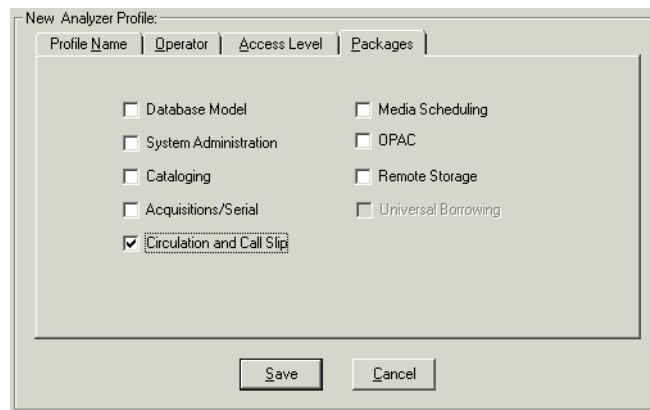 New Analyzer Profile:
Profile Name
Operator
Access Level
Packages
Database Model
Media Scheduling
System Administration
OPAC
Cataloging
Remote Storage
Acquisitions/Serial
Universal Borrowing
Circulation and Call Slip
Save
Cancel